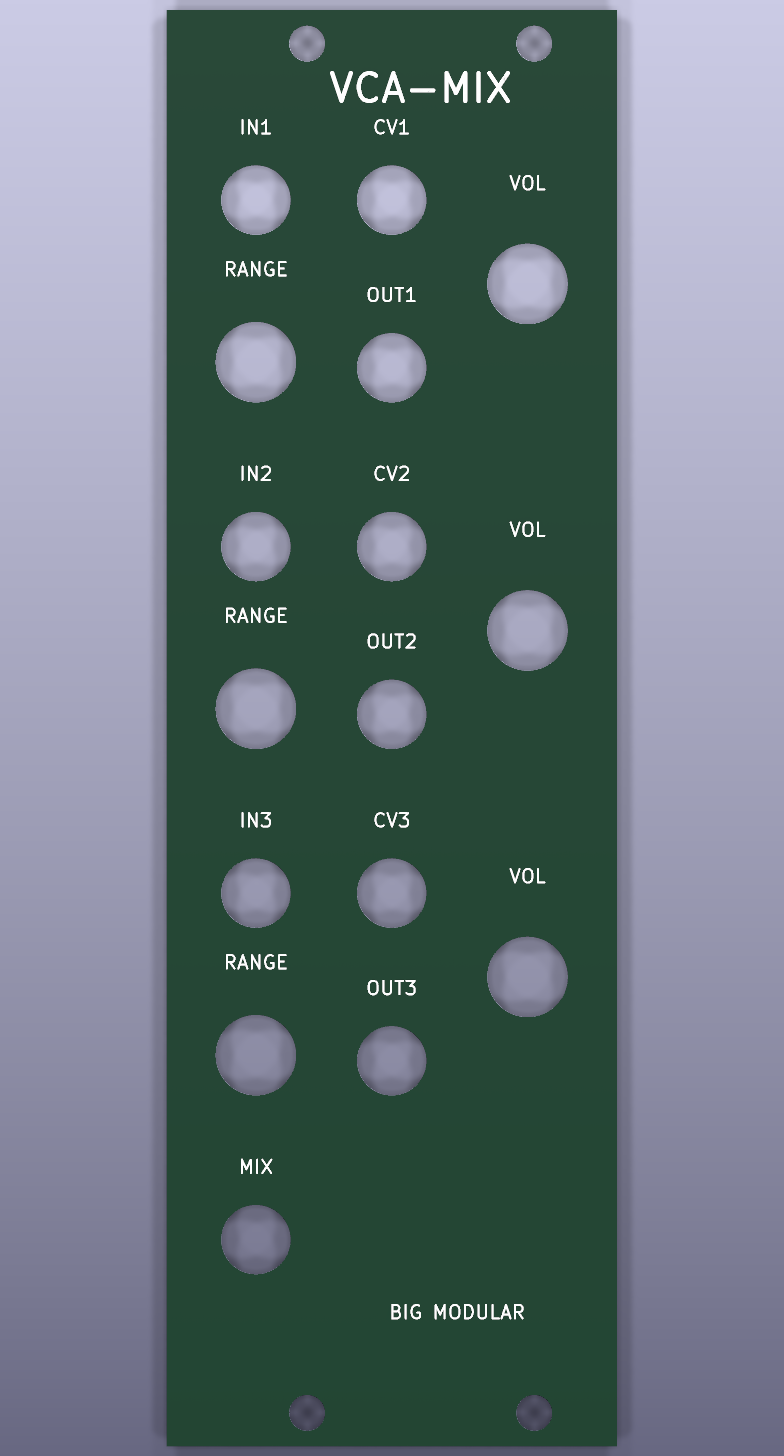 VCA-MIX
IN1 CV1
VOL
RANGE
OUT1
IN2 CV2
VOL
RANGE
OUT2
IN3 CV3
VOL
RANGE
OUT3
MIX
BIG MODULAR